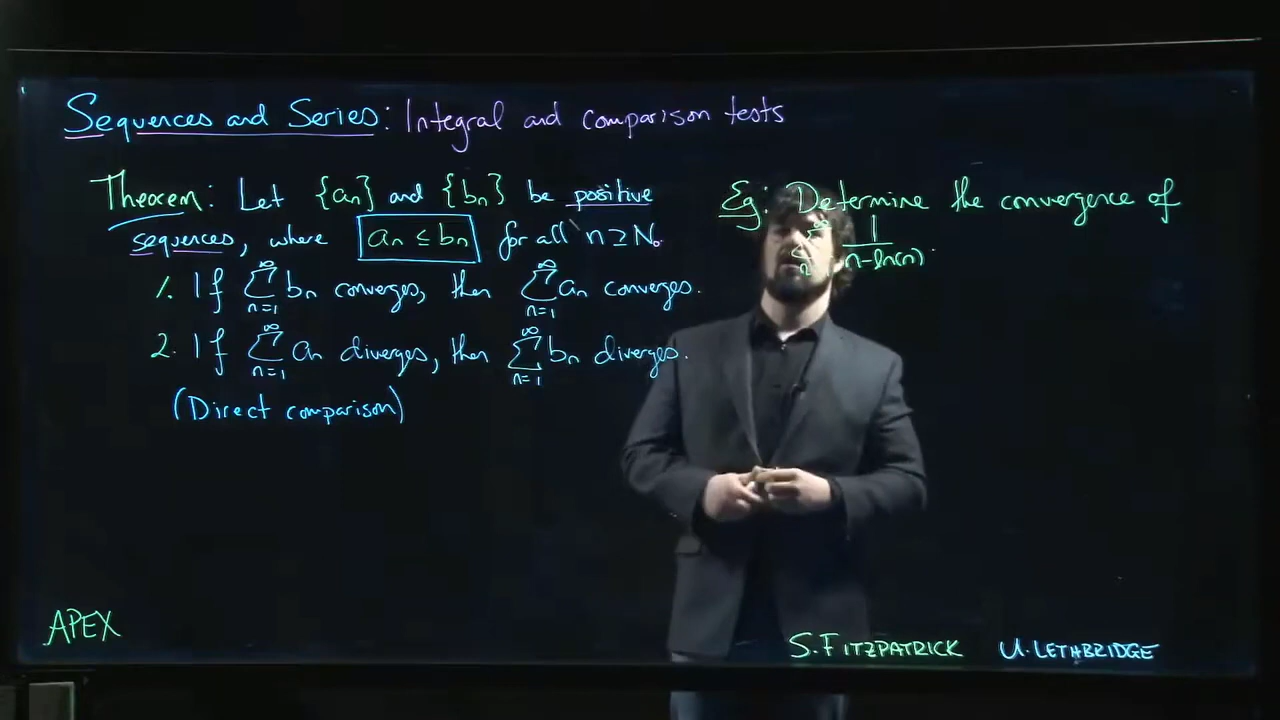 Sequences and Series: Integral and comparison tests
Theorem: Let {aₙ} and {bₙ} be positive
sequences, where aₙ ≤ bₙ for all n ≥ N.
1. If ∑_{n=1}^{∞} bₙ converges, then ∑_{n=1}^{∞} aₙ converges.
2. If ∑_{n=1}^{∞} aₙ diverges, then ∑_{n=1}^{∞} bₙ diverges.
(Direct comparison)
Eg: Determine the convergence of
∑^{∞} 1/(n-ln(n)).
APEX
S. FITZPATRICK U. LETHBRIDGE